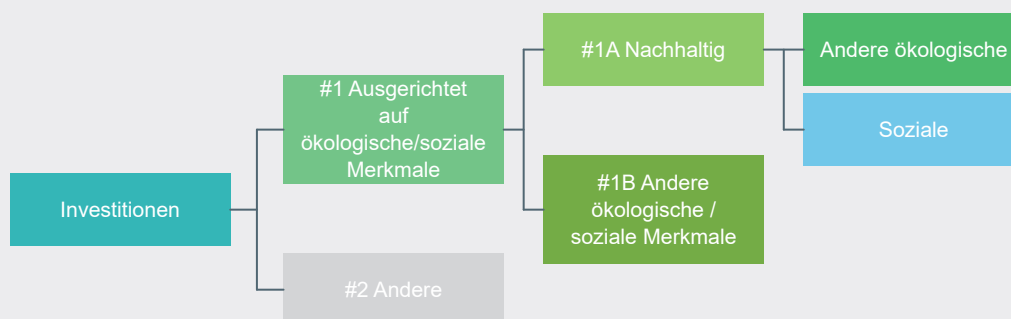 Investitionen
#1 Ausgerichtet
auf
ökologische/soziale
Merkmale
#2 Andere
#1A Nachhaltig
#1B Andere
ökologische /
soziale Merkmale
Andere ökologische
Soziale